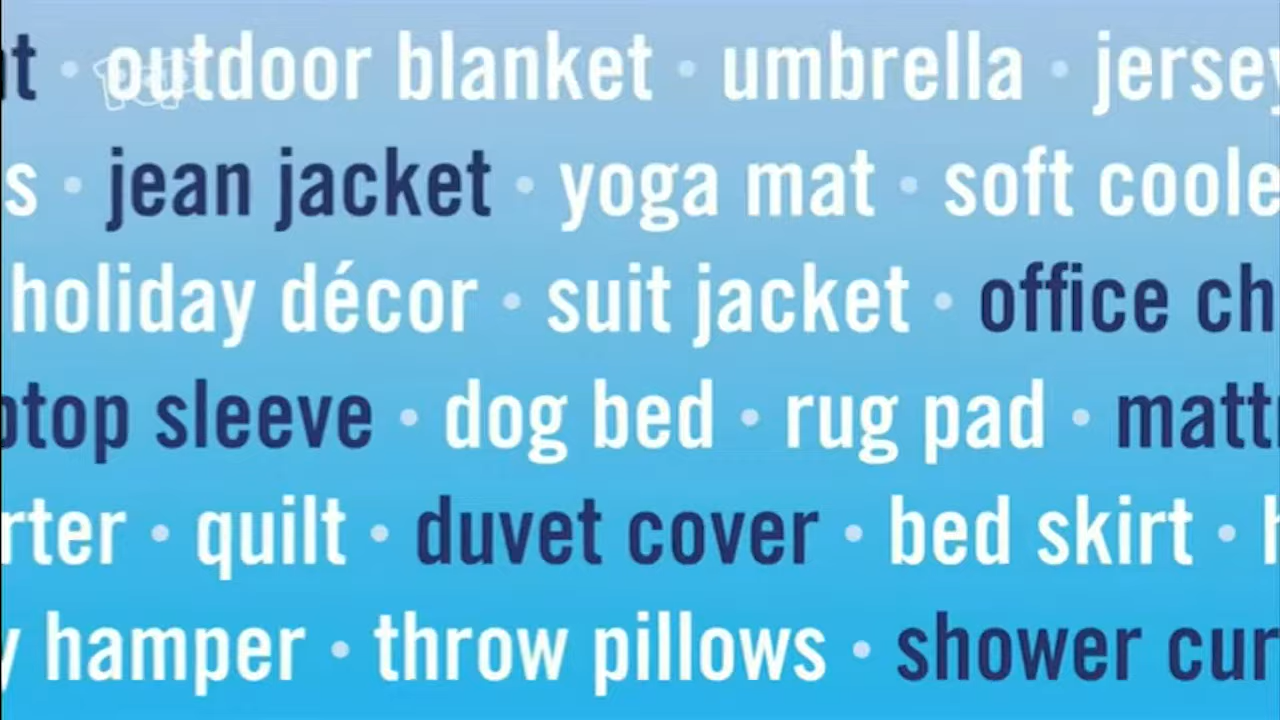 t • outdoor blanket • umbrella • jersey
s • jean jacket • yoga mat • soft coole
holiday décor • suit jacket • office ch
ptop sleeve • dog bed • rug pad • matt
rter • quilt • duvet cover • bed skirt • h
y hamper • throw pillows • shower cur